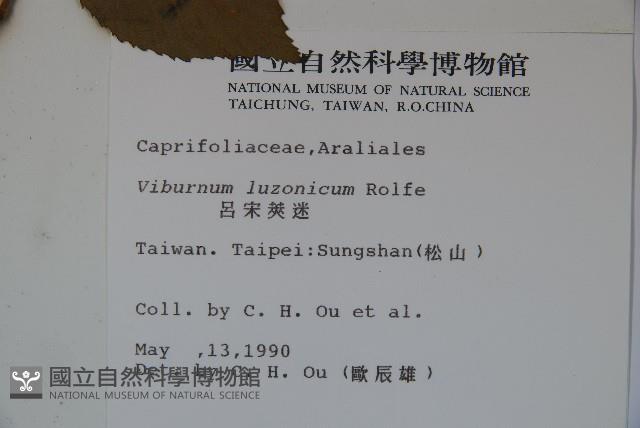 國立自然科學博物館
NATIONAL MUSEUM OF NATURAL SCIENCE
TAICHUNG, TAIWAN, R.O.CHINA
Caprifoliaceae,Araliales
Viburnum luzonicum Rolfe
呂宋莢迷
Taiwan. Taipei:Sungshan(松山)
Coll. by C. H. Ou et al.
May ,13,1990
Det. by C. H. Ou (歐辰雄)
國立自然科學博物館
NATIONAL MUSEUM OF NATURAL SCIENCE